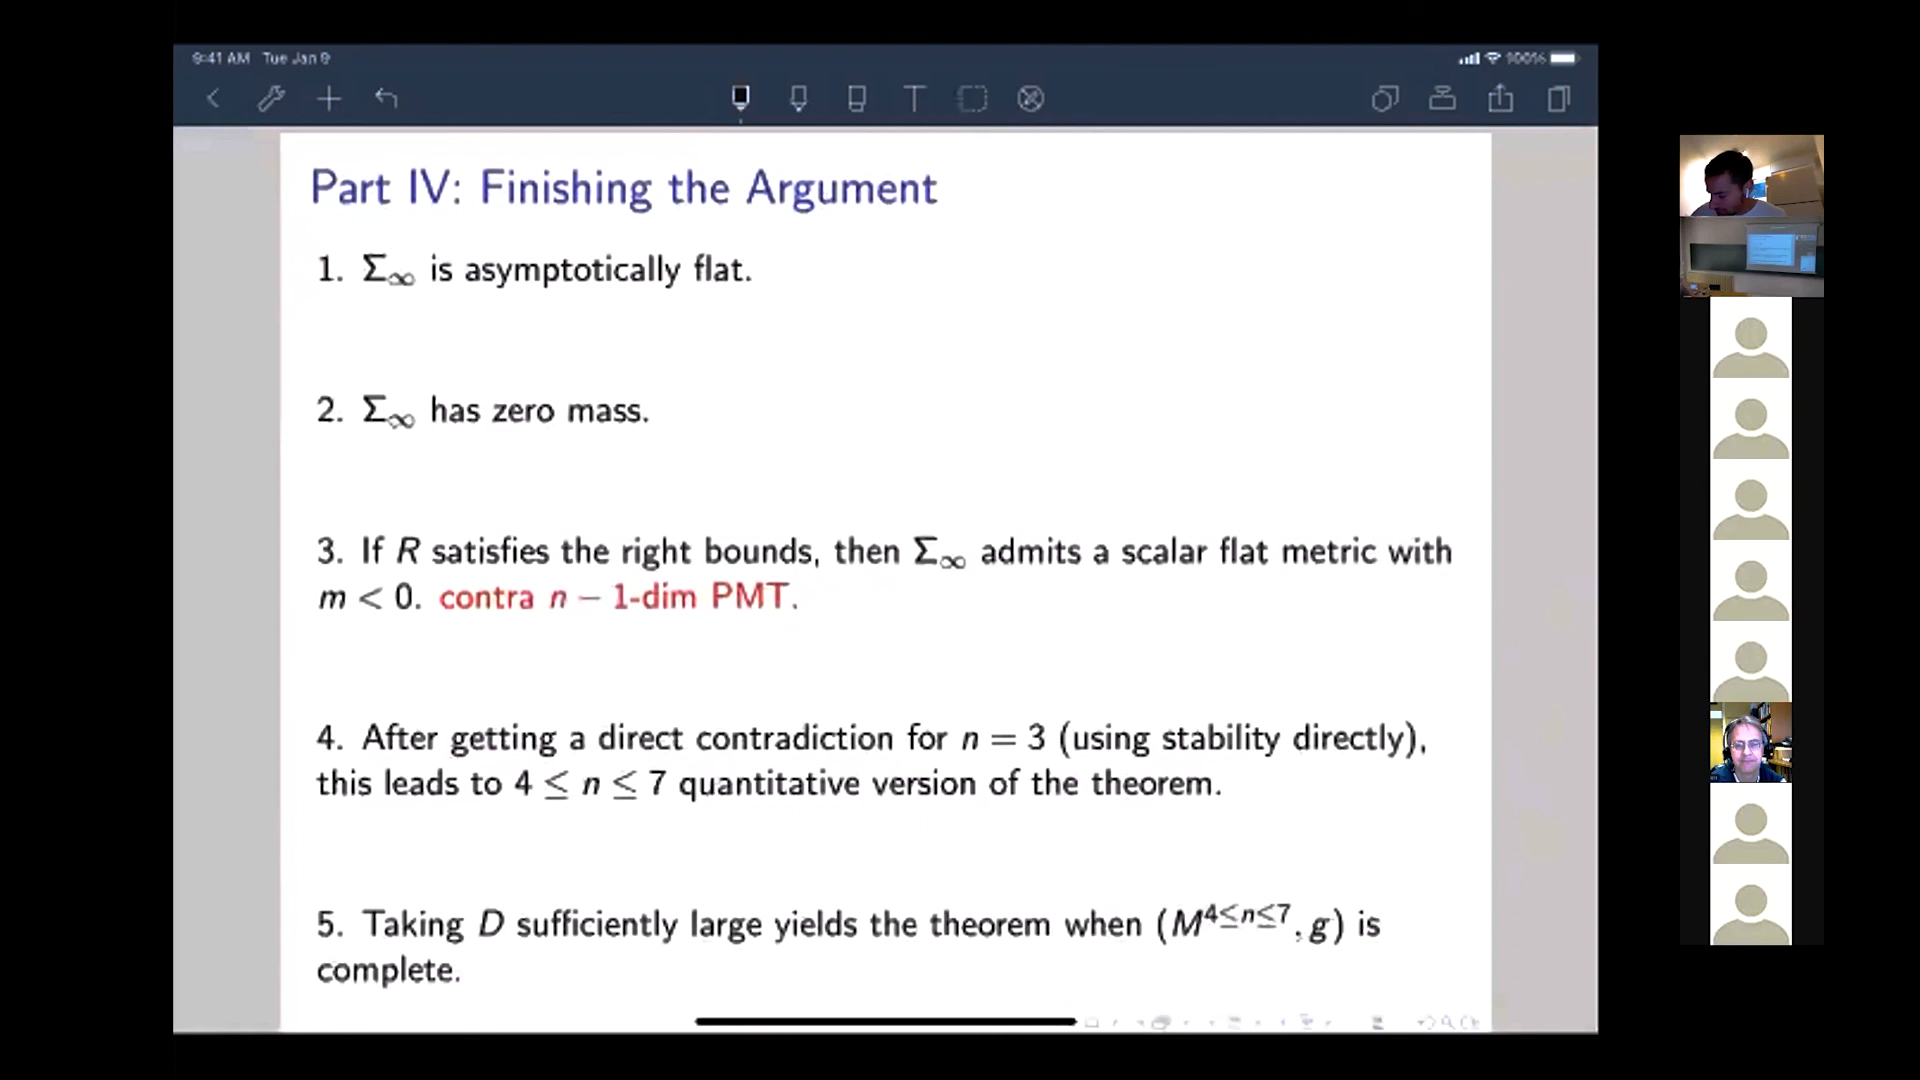 9:41 AM Tue Jan 9
100%
T
Part IV: Finishing the Argument
1. Σ∞ is asymptotically flat.
2. Σ∞ has zero mass.
3. If R satisfies the right bounds, then Σ∞ admits a scalar flat metric with
m < 0. contra n − 1-dim PMT.
4. After getting a direct contradiction for n = 3 (using stability directly),
this leads to 4 ≤ n ≤ 7 quantitative version of the theorem.
5. Taking D sufficiently large yields the theorem when (M^{4≤n≤7}, g) is
complete.